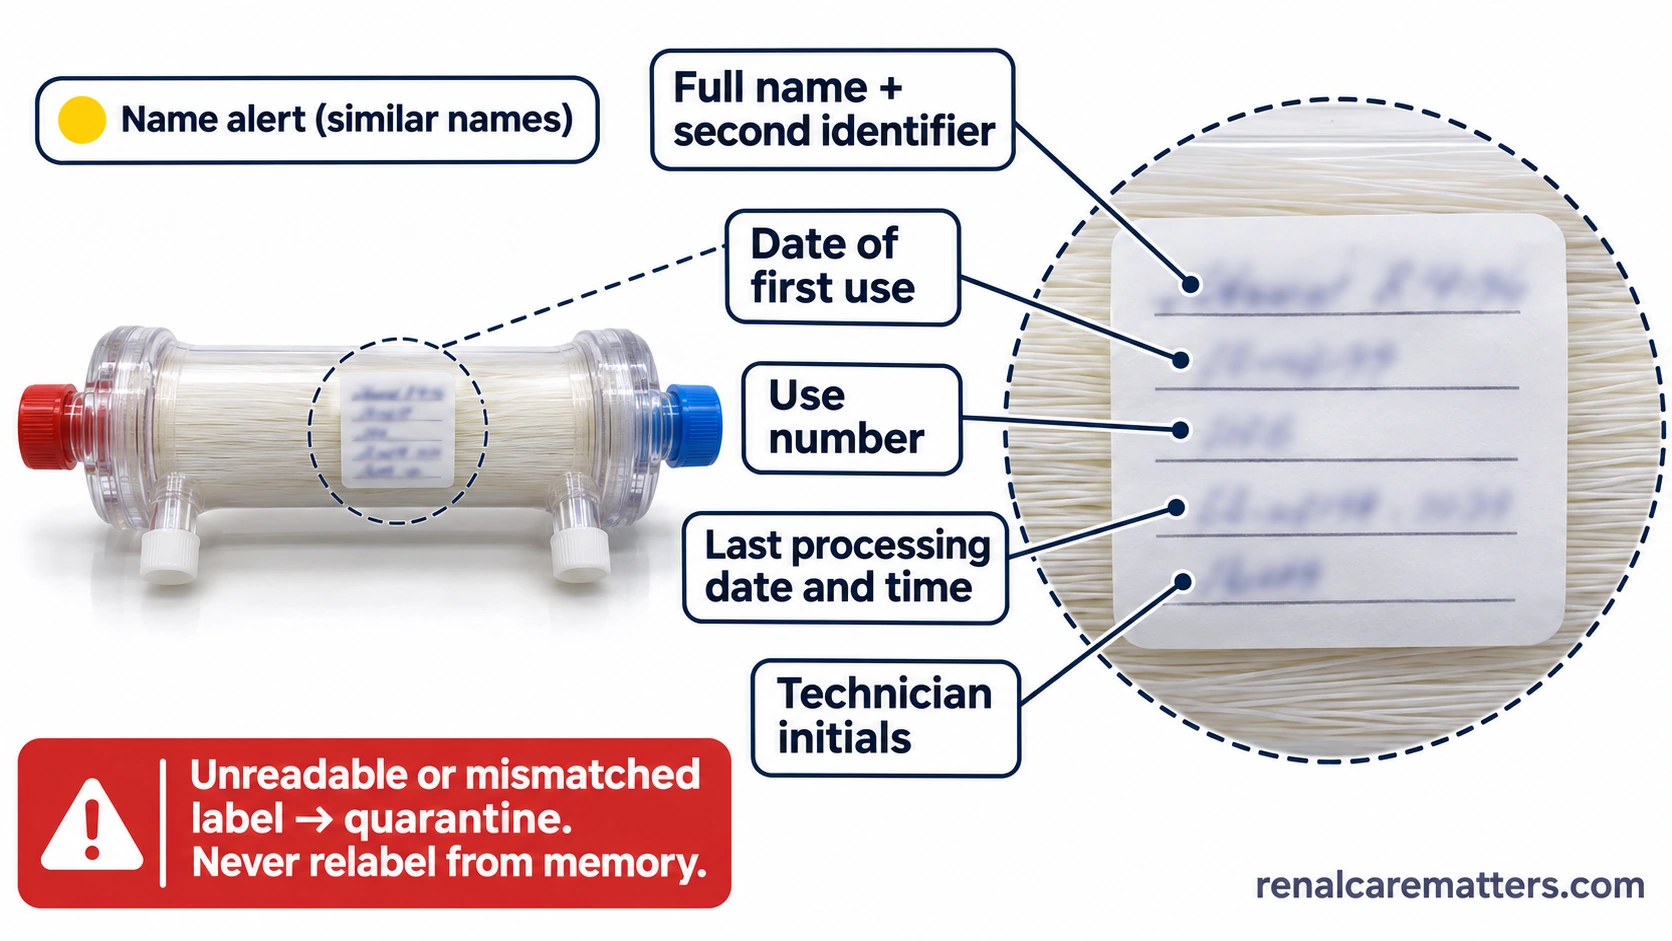 Name alert (similar names)
Full name +
second identifier
Date of
first use
Use
number
Last processing
date and time
Technician
initials
Unreadable or mismatched
label → quarantine.
Never relabel from memory.
renalcarematters.com